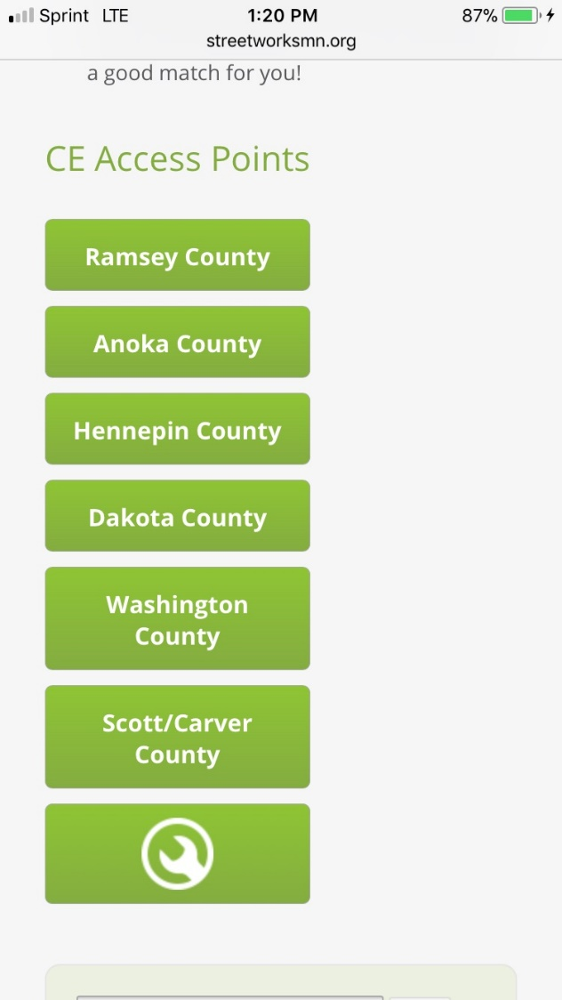 Sprint LTE 1:20 PM 87%
streetworksmn.org
a good match for you!
CE Access Points
Ramsey County
Anoka County
Hennepin County
Dakota County
Washington
County
Scott/Carver
County